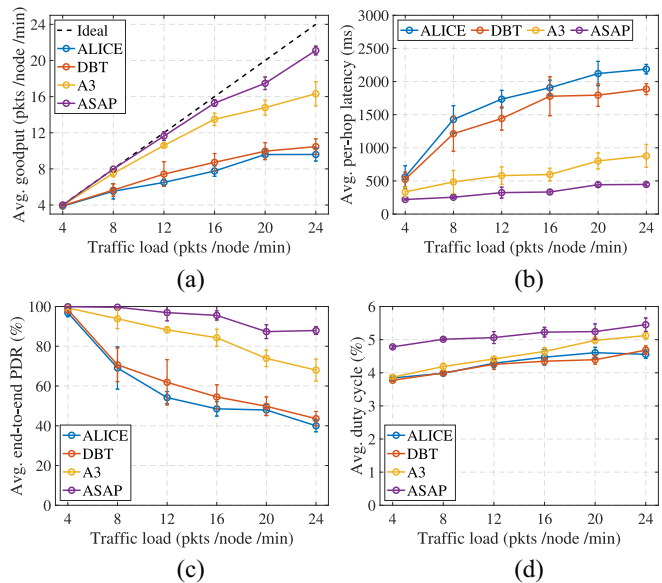 Avg. goodput (pkts /node /min)
24
20
16
12
8
4
Ideal
ALICE
DBT
A3
ASAP
4 8 12 16 20 24
Traffic load (pkts /node /min)
(a)
Avg. per-hop latency (ms)
3000
2500
2000
1500
1000
500
0
ALICE DBT A3 ASAP
4 8 12 16 20 24
Traffic load (pkts /node /min)
(b)
Avg. end-to-end PDR (%)
100
80
60
40
20
0
ALICE
DBT
A3
ASAP
4 8 12 16 20 24
Traffic load (pkts /node /min)
(c)
Avg. duty cycle (%)
6
5
4
3
2
1
0
ALICE
DBT
A3
ASAP
4 8 12 16 20 24
Traffic load (pkts /node /min)
(d)